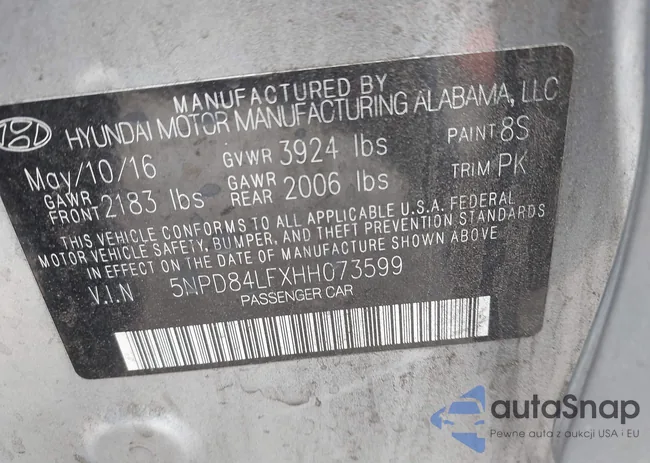 MANUFACTURED BY
HYUNDAI MOTOR MANUFACTURING ALABAMA, LLC
May/10/16 GVWR 3924 lbs PAINT 8S
GAWR FRONT 2183 lbs GAWR REAR 2006 lbs TRIM PK
THIS VEHICLE CONFORMS TO ALL APPLICABLE U.S.A. FEDERAL
MOTOR VEHICLE SAFETY, BUMPER, AND THEFT PREVENTION STANDARDS
IN EFFECT ON THE DATE OF MANUFACTURE SHOWN ABOVE
V.I.N 5NPD84LFXHH073599
PASSENGER CAR
autoSnap
Pewne auta z aukcji USA i EU